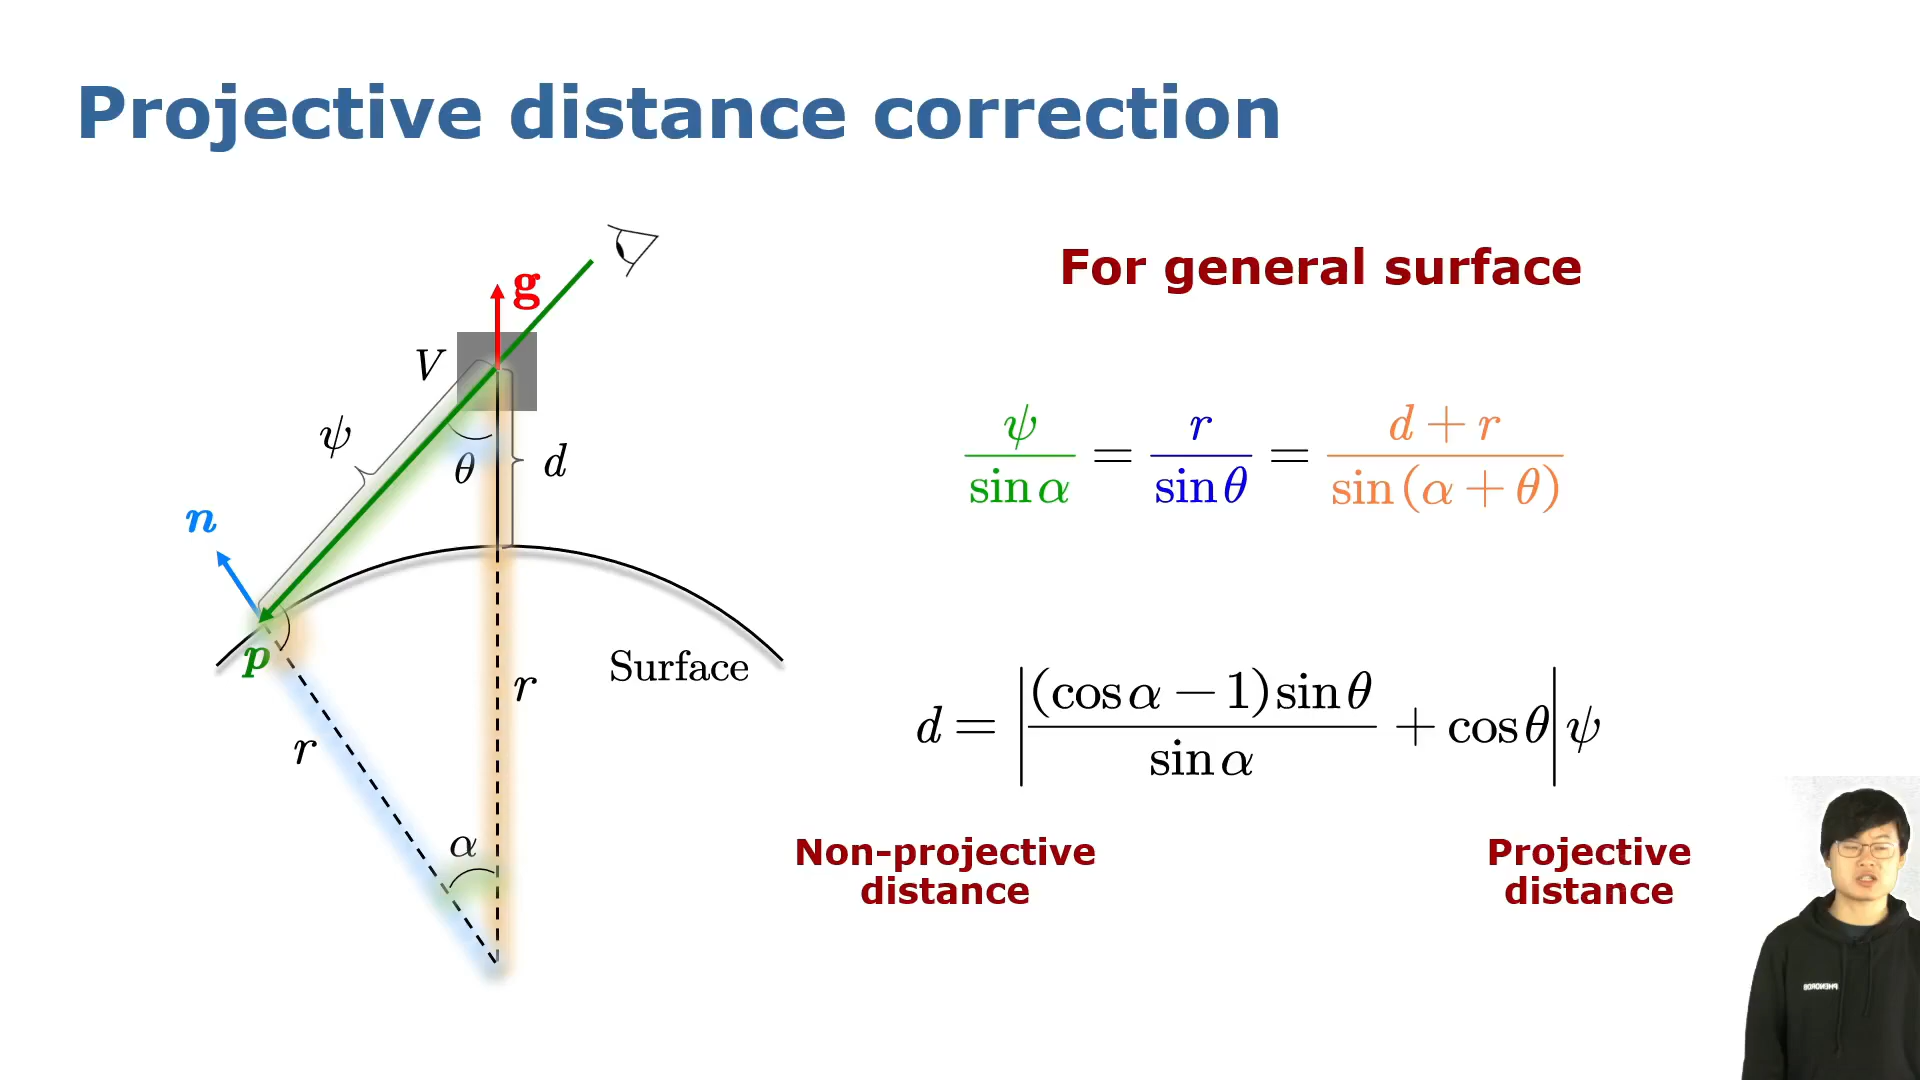 Projective distance correction
g
V
ψ
θ
d
n
p
Surface
r
r
α
For general surface
ψ/sin α = r/sin θ = (d + r)/sin(α + θ)
d = |((cos α − 1) sin θ)/sin α + cos θ| ψ
Non-projective
distance
Projective
distance